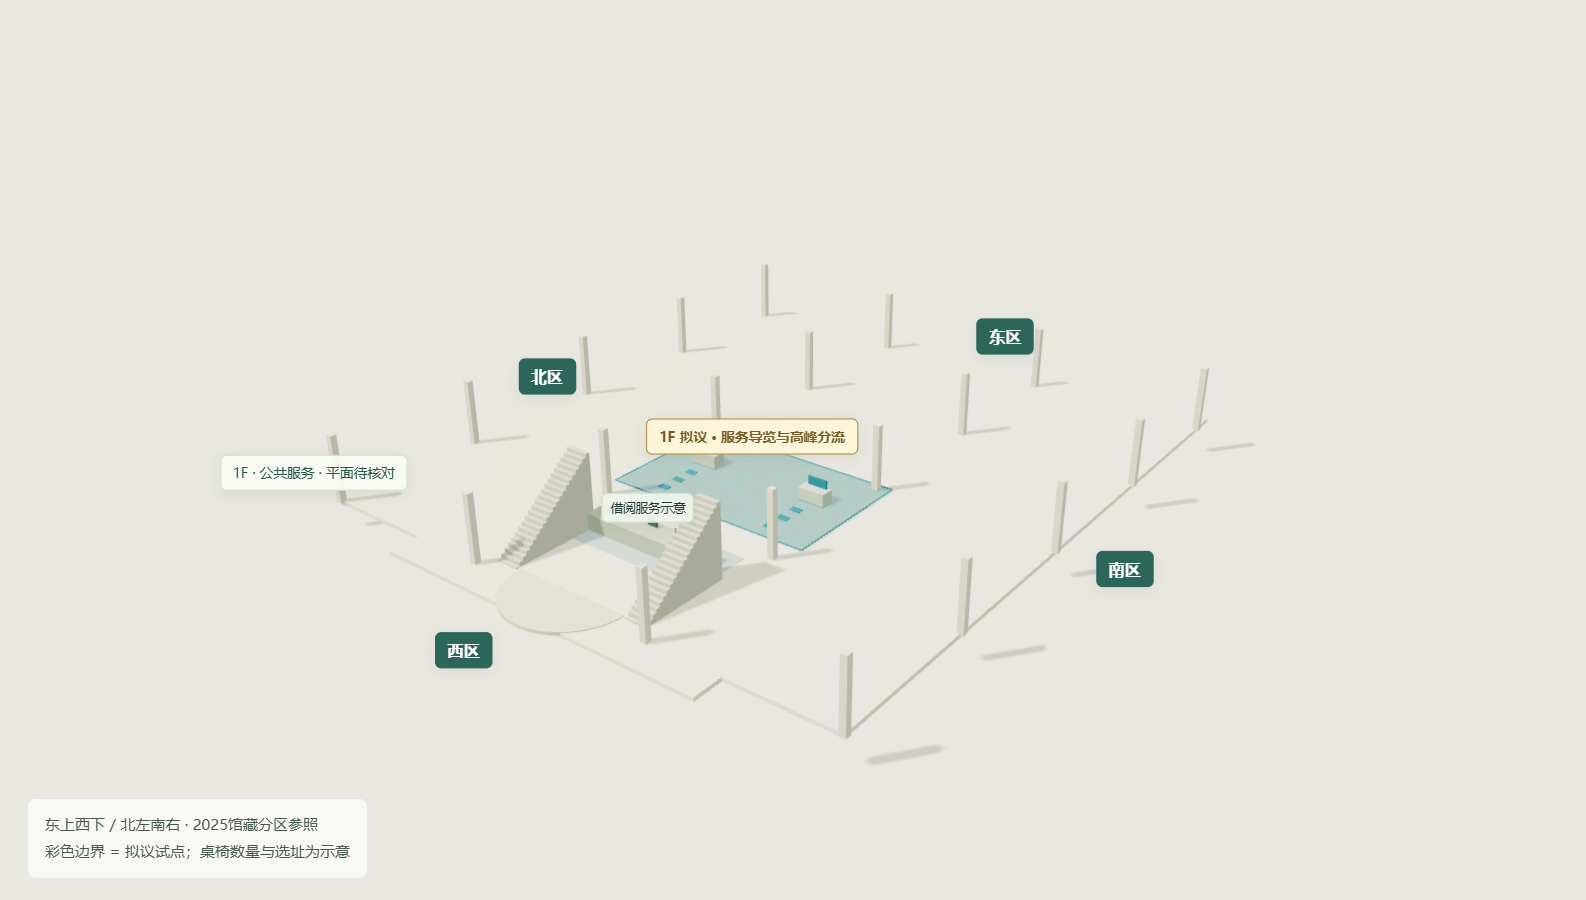 东区
北区
1F 拟议 • 服务导览与高峰分流
1F · 公共服务 · 平面待核对
借阅服务示意
南区
西区
东上西下 / 北左南右 · 2025馆藏分区参照
彩色边界 = 拟议试点；桌椅数量与选址为示意